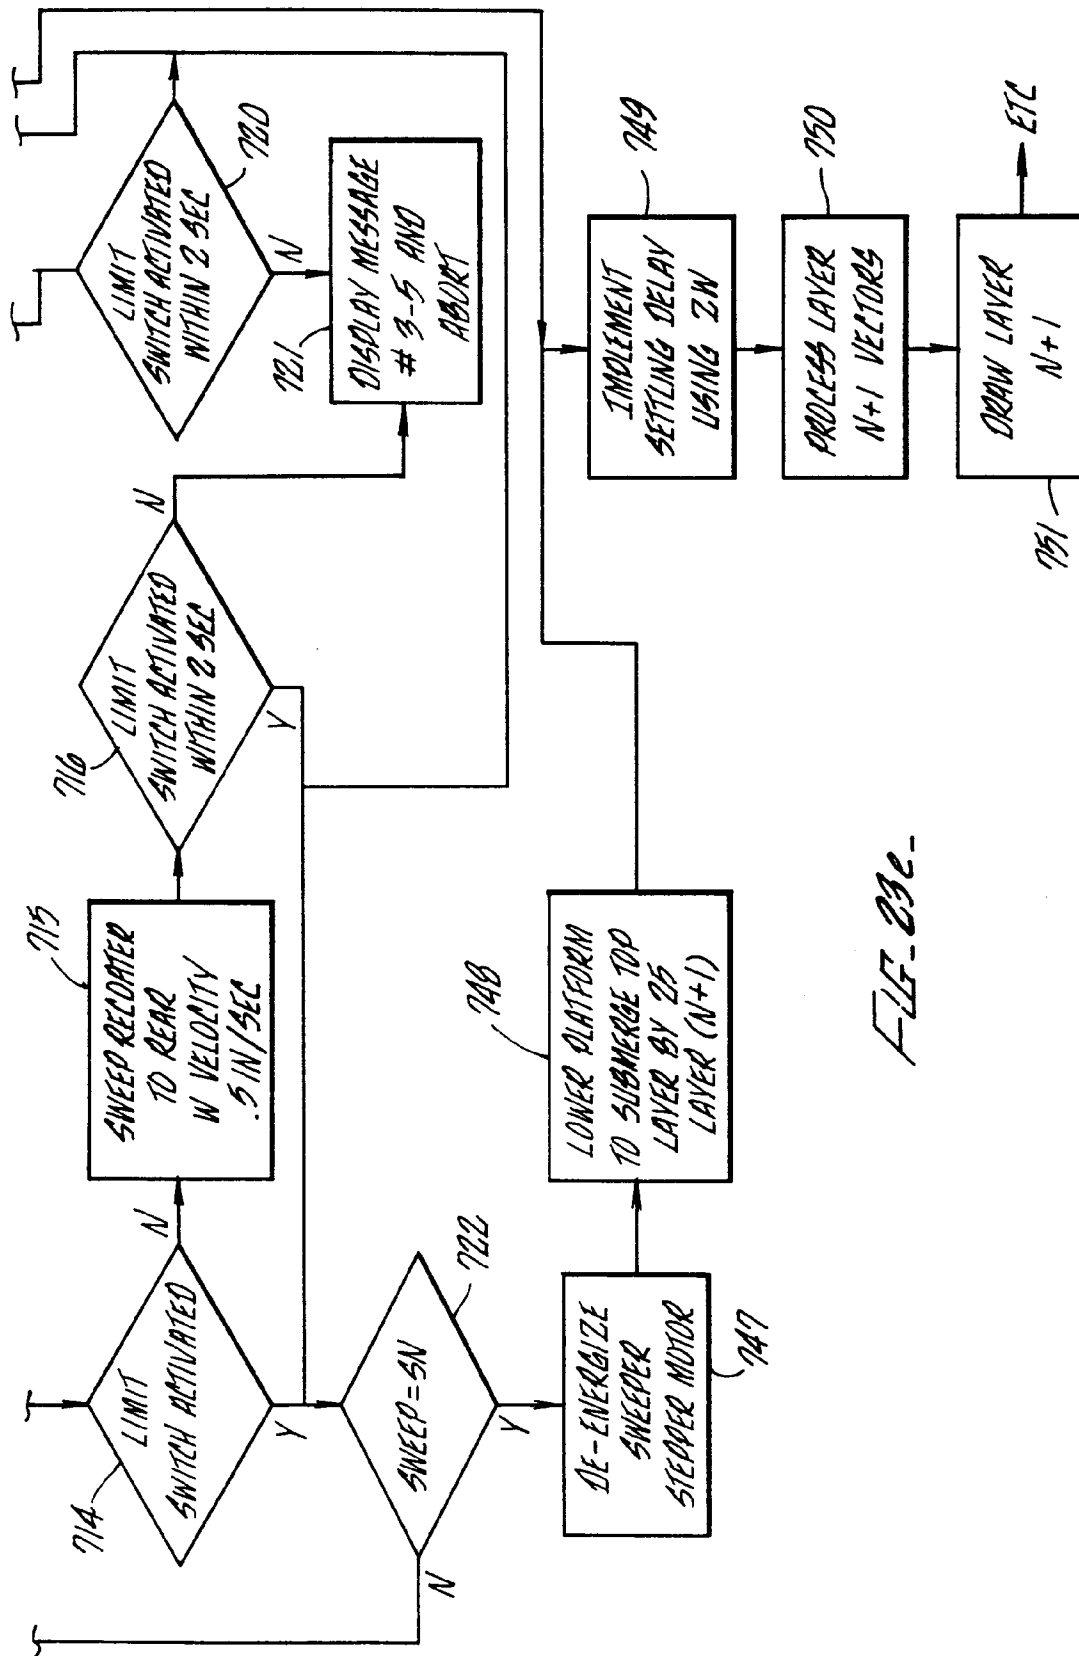 714
LIMIT
SWITCH ACTIVATED
N
Y
715
SWEEP RECOATER
TO REAR
W VELOCITY
.5 IN/SEC
716
LIMIT
SWITCH ACTIVATED
WITHIN 2 SEC
N
Y
LIMIT
SWITCH ACTIVATED
WITHIN 2 SEC
720
N
721
DISPLAY MESSAGE
# 3-5 AND
ABORT
SWEEP = SN
722
N
Y
DE-ENERGIZE
SWEEPER
STEPPER MOTOR
747
748
LOWER PLATFORM
TO SUBMERGE TOP
LAYER BY 25
LAYER (N+1)
IMPLEMENT
SETTLING DELAY
USING ZW
749
PROCESS LAYER
N+1 VECTORS
750
DRAW LAYER
N+1
751
ETC
FIG_23e_